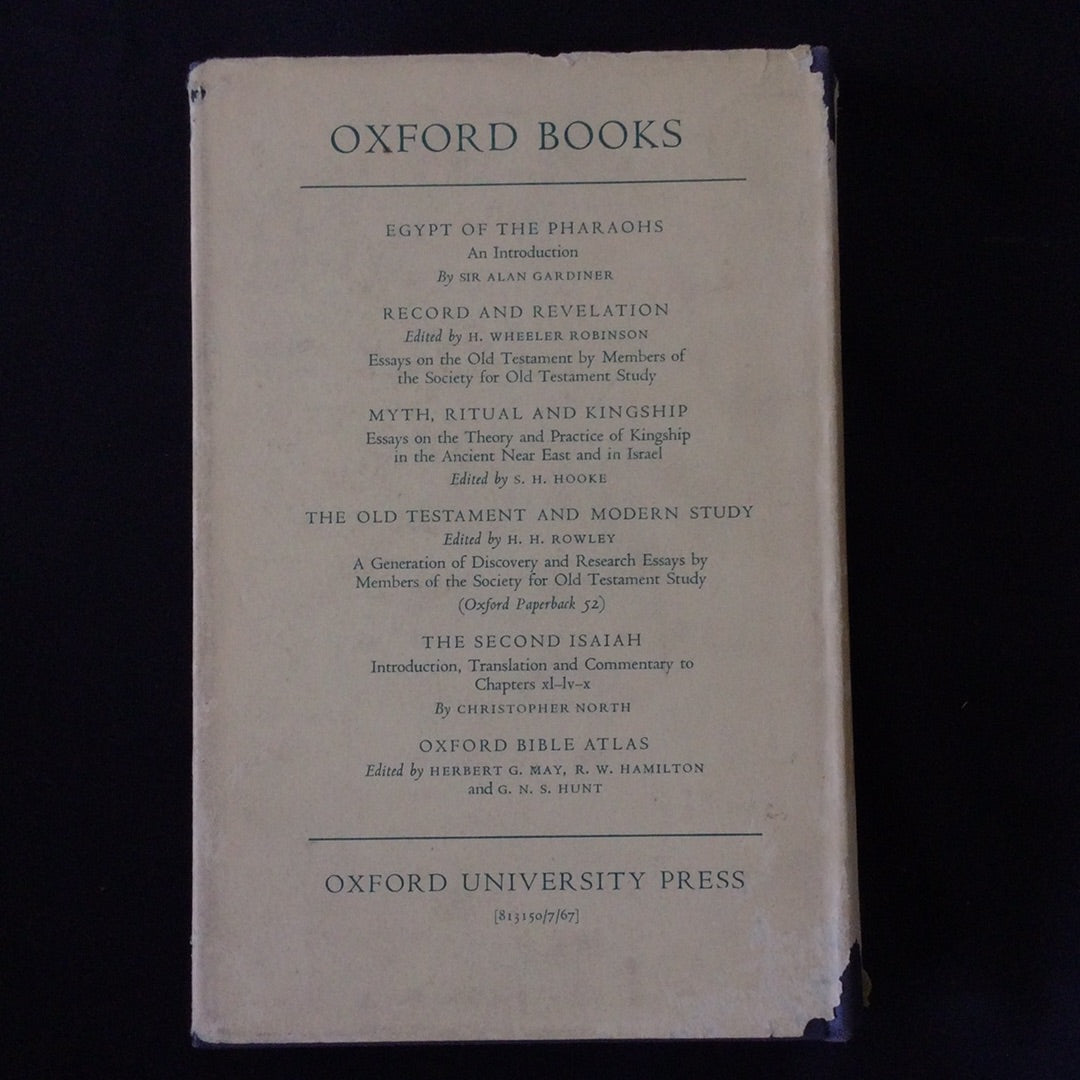 OXFORD BOOKS
EGYPT OF THE PHARAOHS
An Introduction
By SIR ALAN GARDINER
RECORD AND REVELATION
Edited by H. WHEELER ROBINSON
Essays on the Old Testament by Members of
the Society for Old Testament Study
MYTH, RITUAL AND KINGSHIP
Essays on the Theory and Practice of Kingship
in the Ancient Near East and in Israel
Edited by S. H. HOOKE
THE OLD TESTAMENT AND MODERN STUDY
Edited by H. H. ROWLEY
A Generation of Discovery and Research Essays by
Members of the Society for Old Testament Study
(Oxford Paperback 52)
THE SECOND ISAIAH
Introduction, Translation and Commentary to
Chapters xl–lv–x
By CHRISTOPHER NORTH
OXFORD BIBLE ATLAS
Edited by HERBERT G. MAY, R. W. HAMILTON
and G. N. S. HUNT
OXFORD UNIVERSITY PRESS
[813150/7/67]